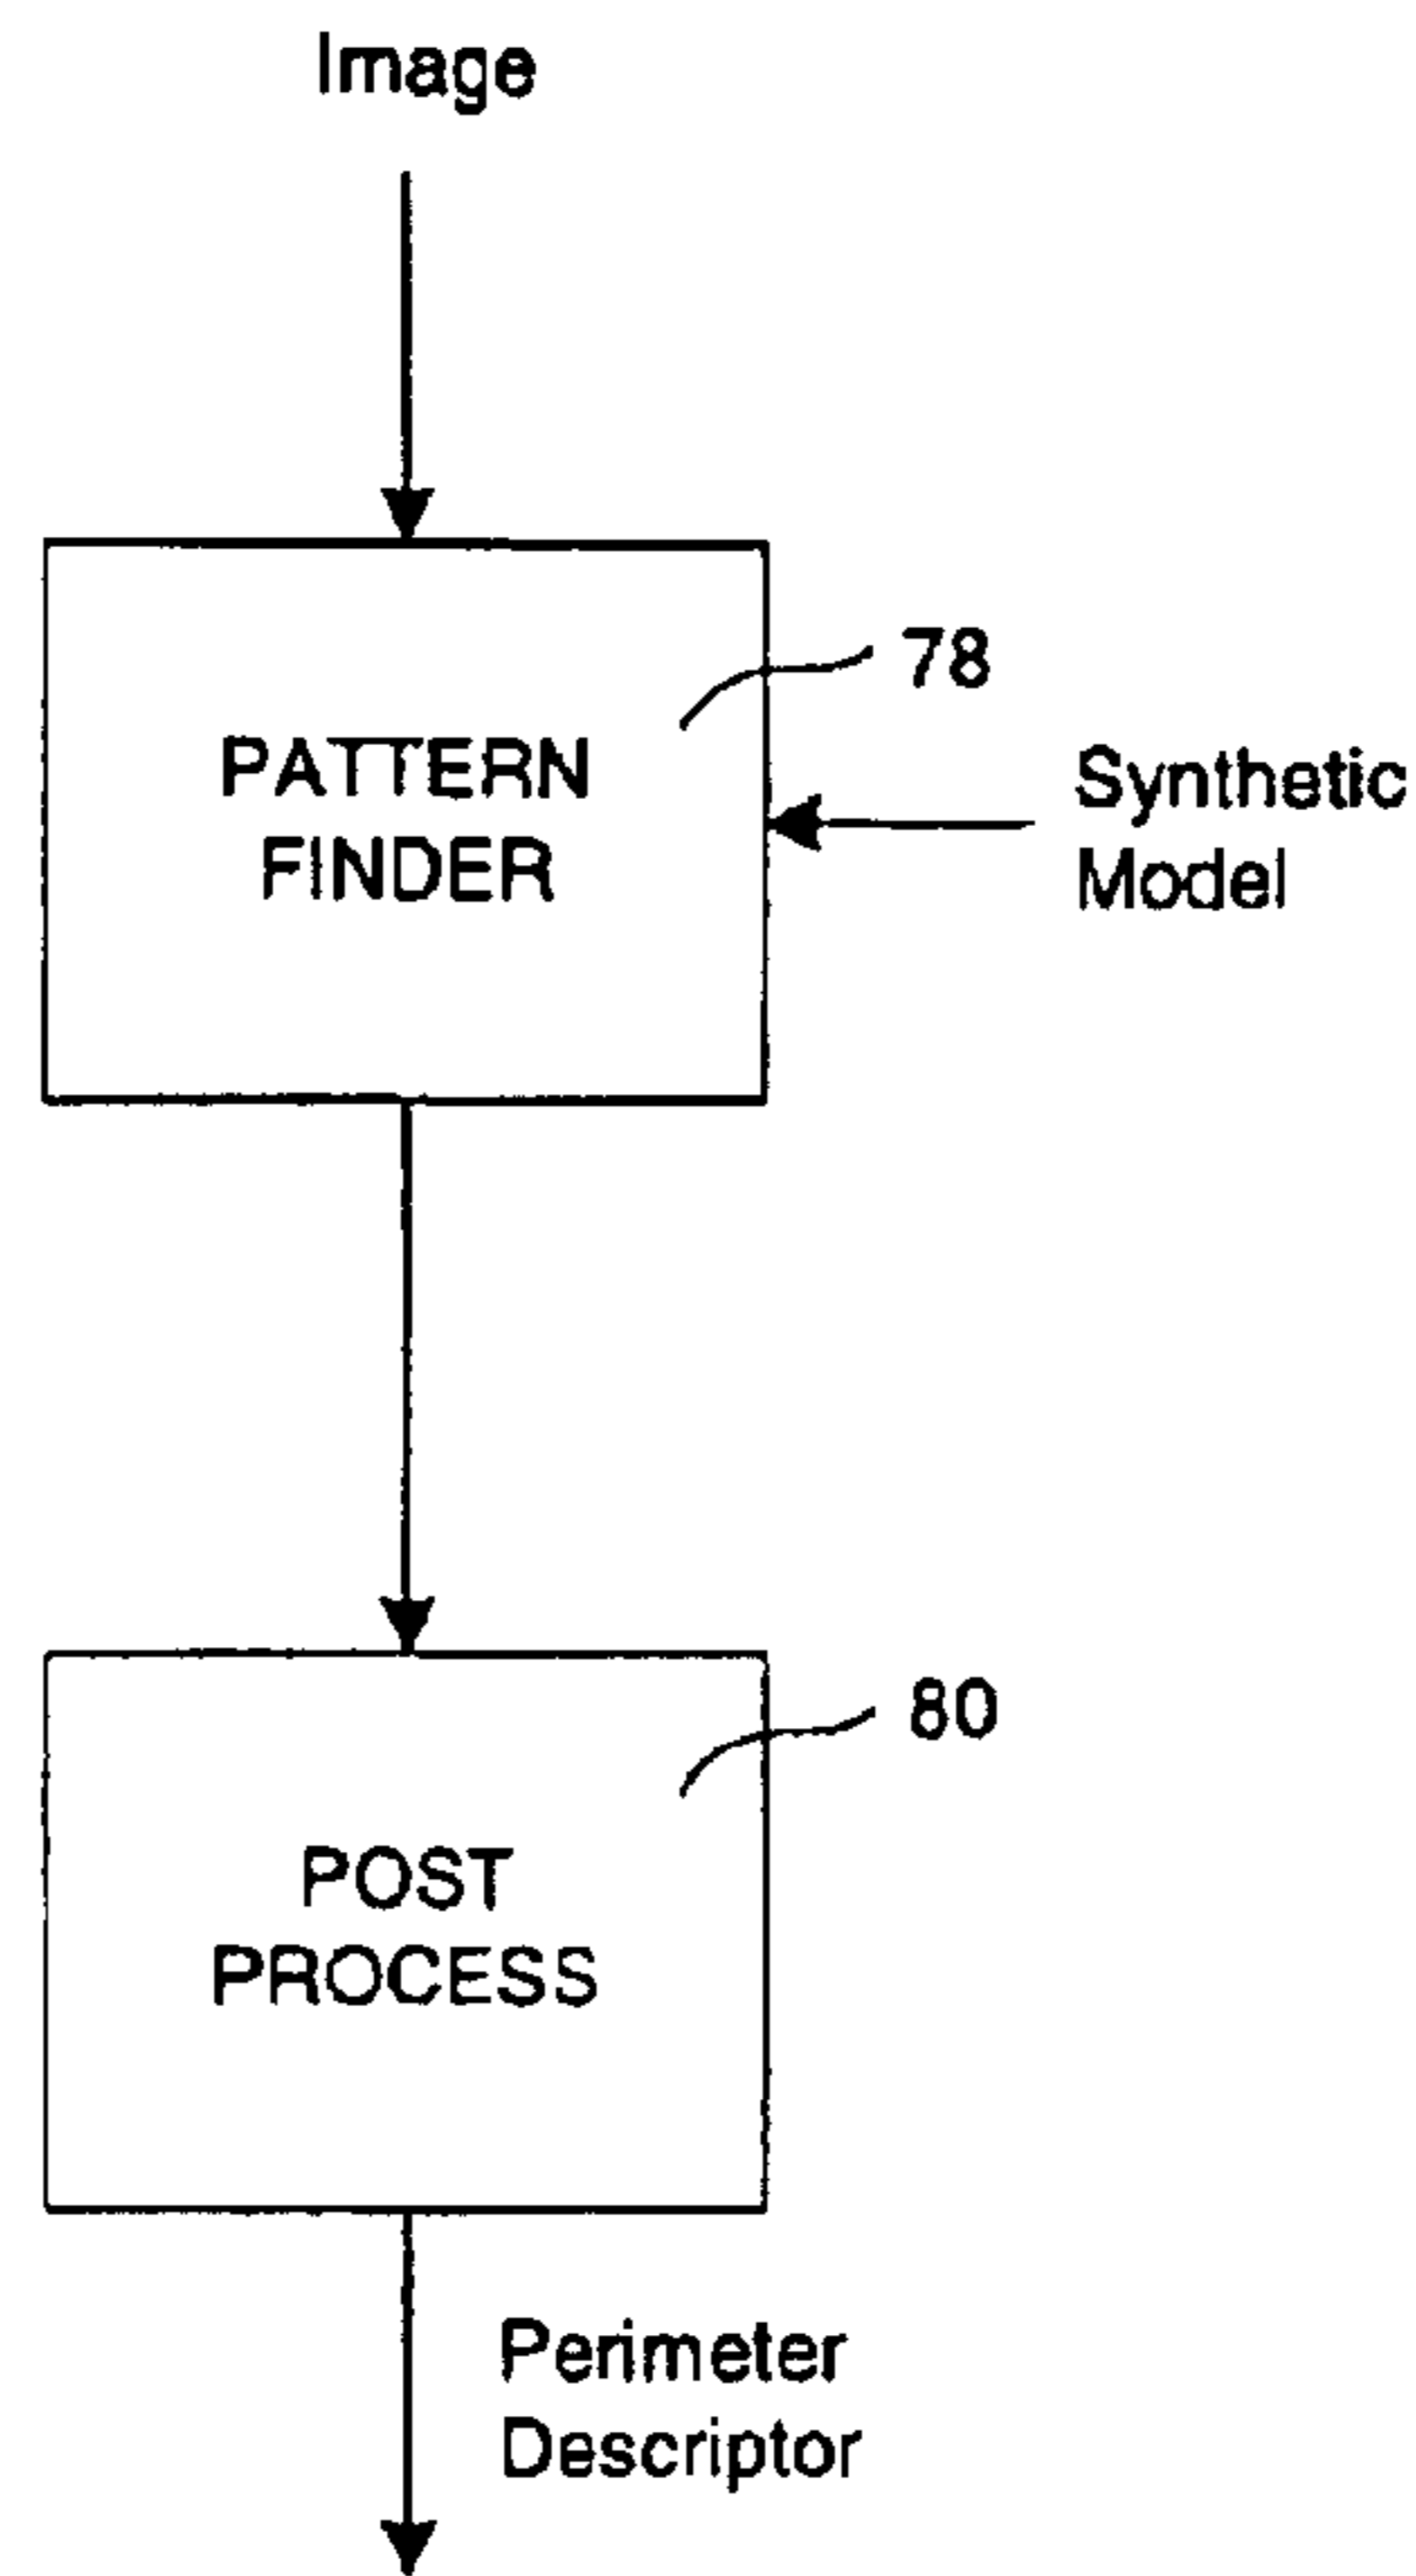 Image
78
PATTERN
FINDER
Synthetic
Model
80
POST
PROCESS
Perimeter
Descriptor